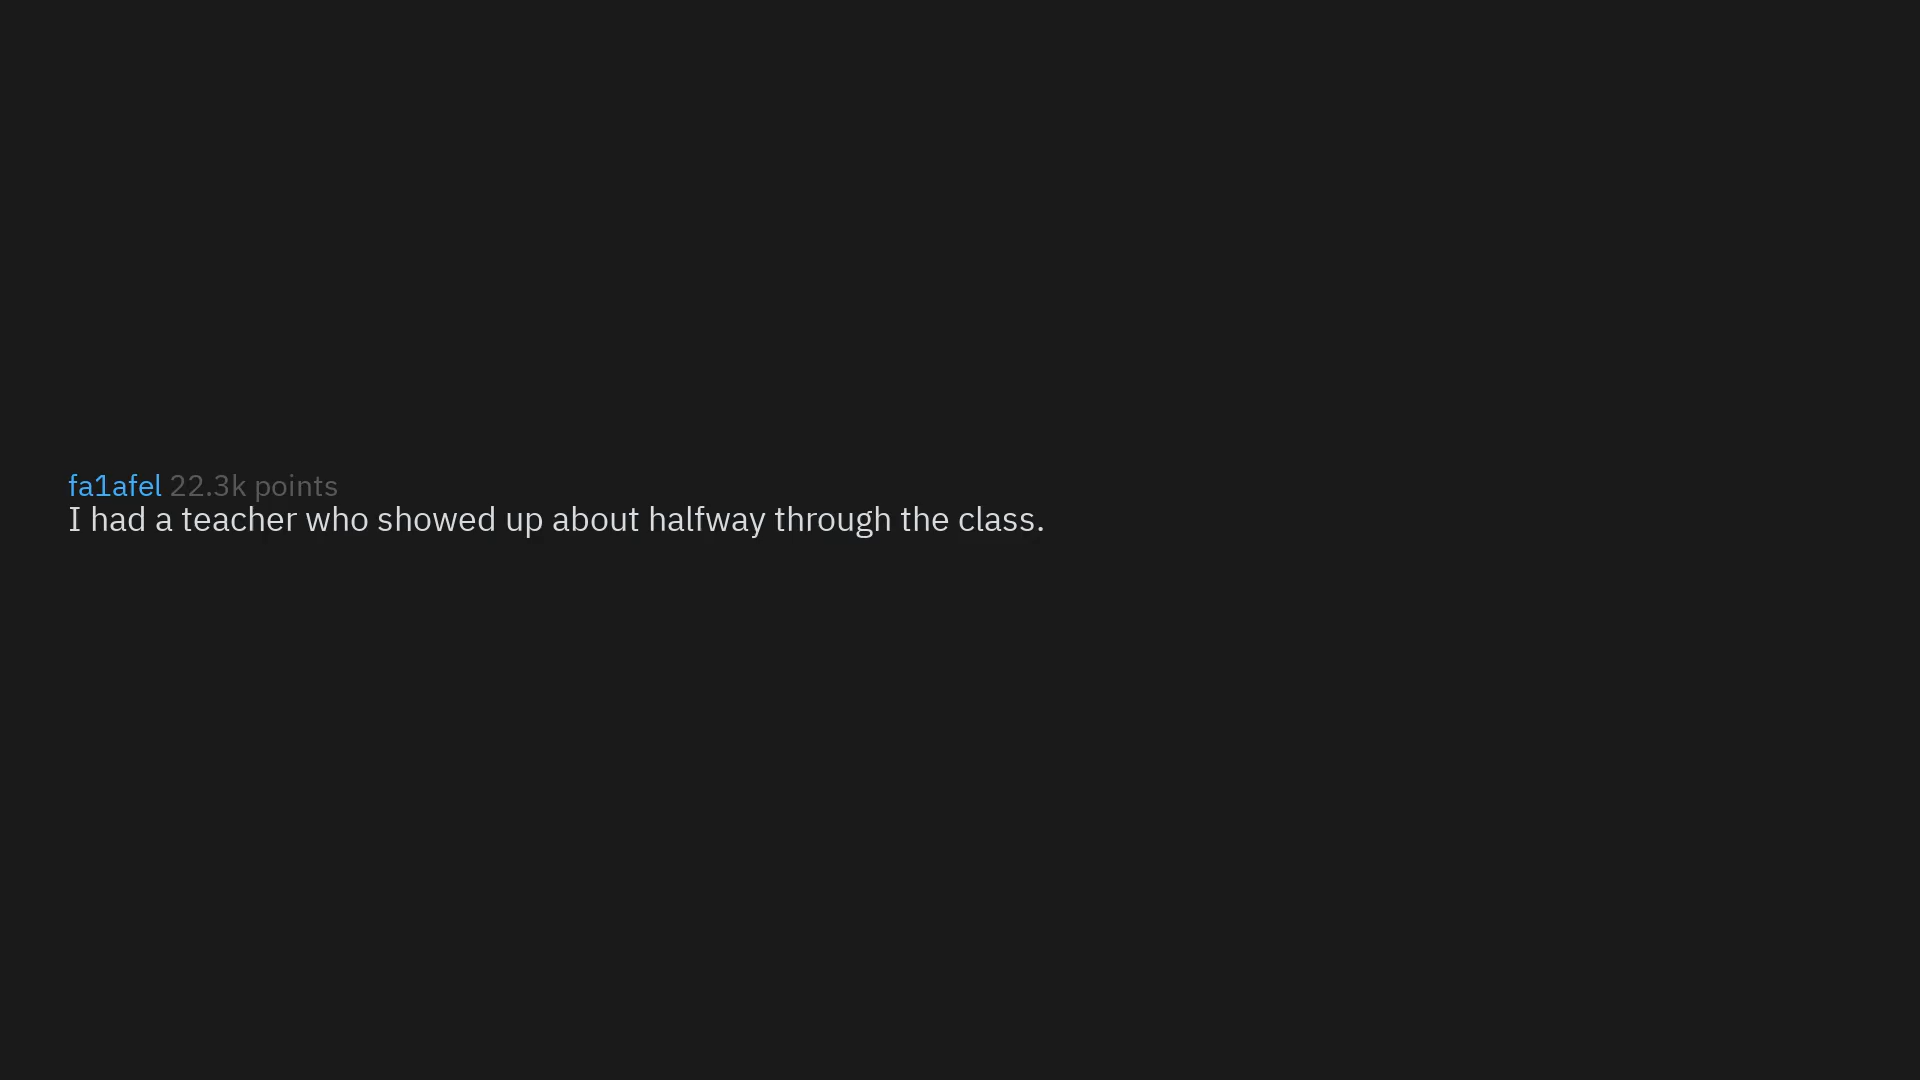 fa1afel 22.3k points
I had a teacher who showed up about halfway through the class.